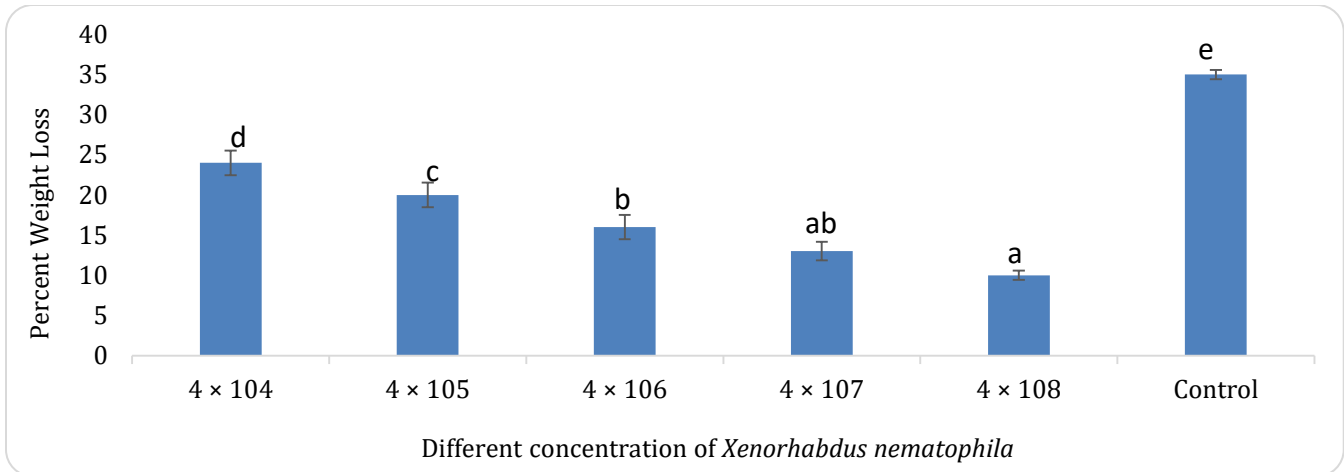 Percent Weight Loss
40
35
30
25
20
15
10
5
0
d
c
b
ab
a
e
4 × 104 4 × 105 4 × 106 4 × 107 4 × 108 Control
Different concentration of Xenorhabdus nematophila